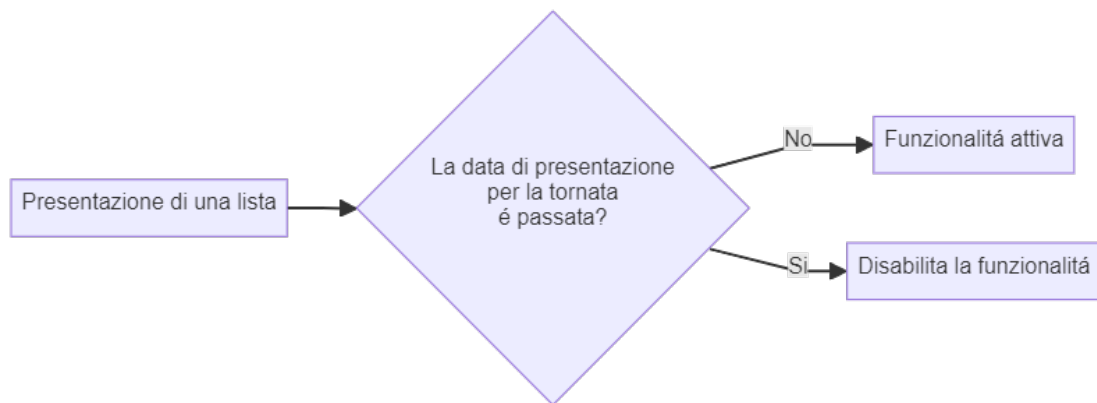 Presentazione di una lista
La data di presentazione
per la tornata
é passata?
No
Funzionalitá attiva
Si
Disabilita la funzionalitá